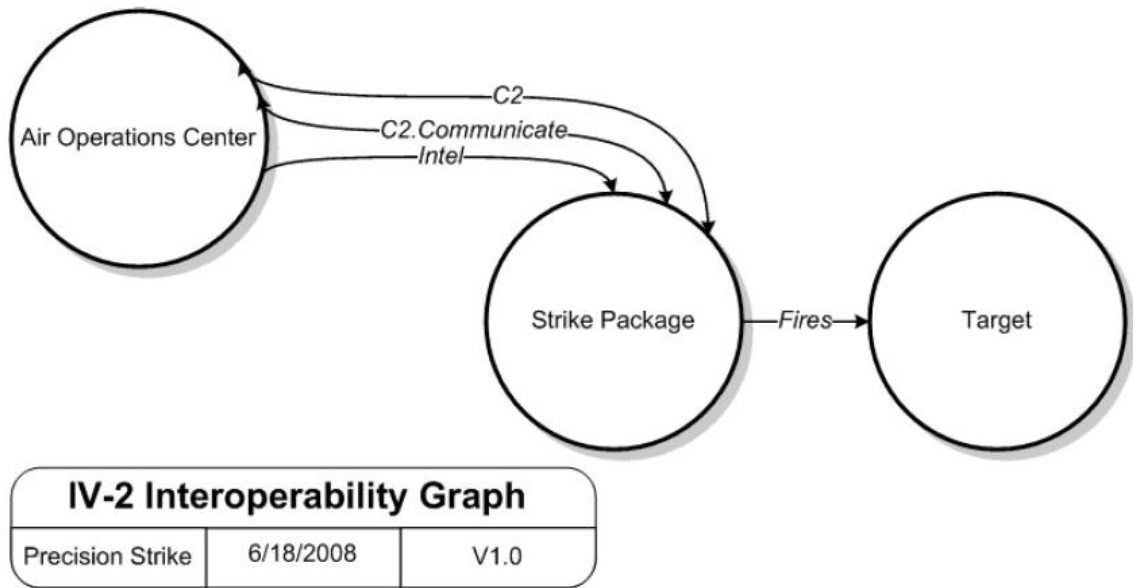 Air Operations Center
C2
C2.Communicate
Intel
Strike Package
Fires
Target
IV-2 Interoperability Graph
Precision Strike
6/18/2008
V1.0